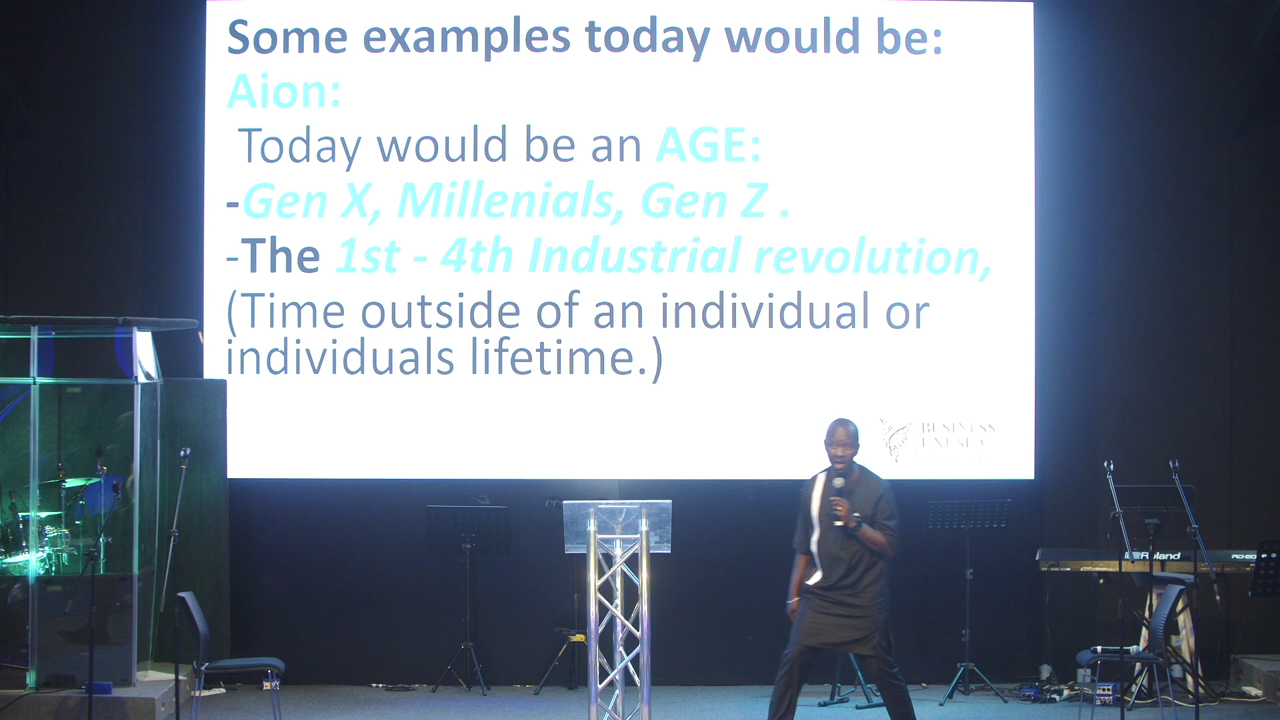 Some examples today would be:
Aion:
Today would be an AGE:
-Gen X, Millenials, Gen Z .
-The 1st - 4th Industrial revolution,
(Time outside of an individual or
individuals lifetime.)
BUSINESS
Roland